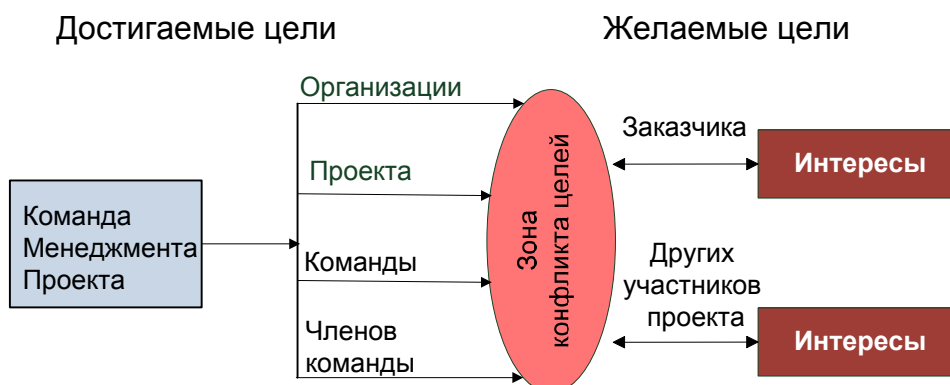 Достигаемые цели
Желаемые цели
Организации
Проекта
Команды
Членов
команды
Команда
Менеджмента
Проекта
Зона
конфликта целей
Заказчика
Интересы
Других
участников
проекта
Интересы